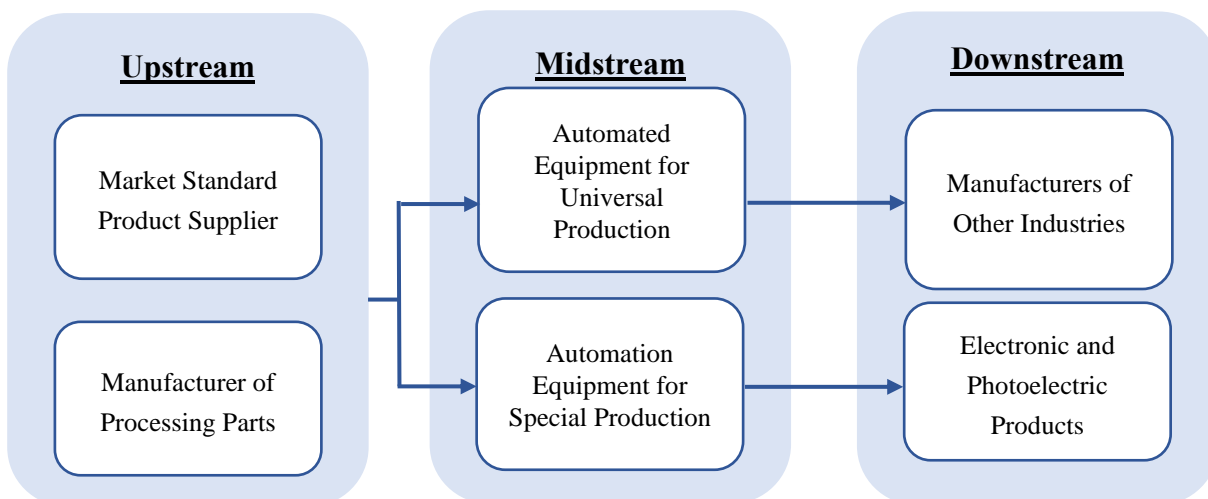 Upstream
Market Standard
Product Supplier
Manufacturer of
Processing Parts
Midstream
Automated
Equipment for
Universal
Production
Automation
Equipment for
Special Production
Downstream
Manufacturers of
Other Industries
Electronic and
Photoelectric
Products